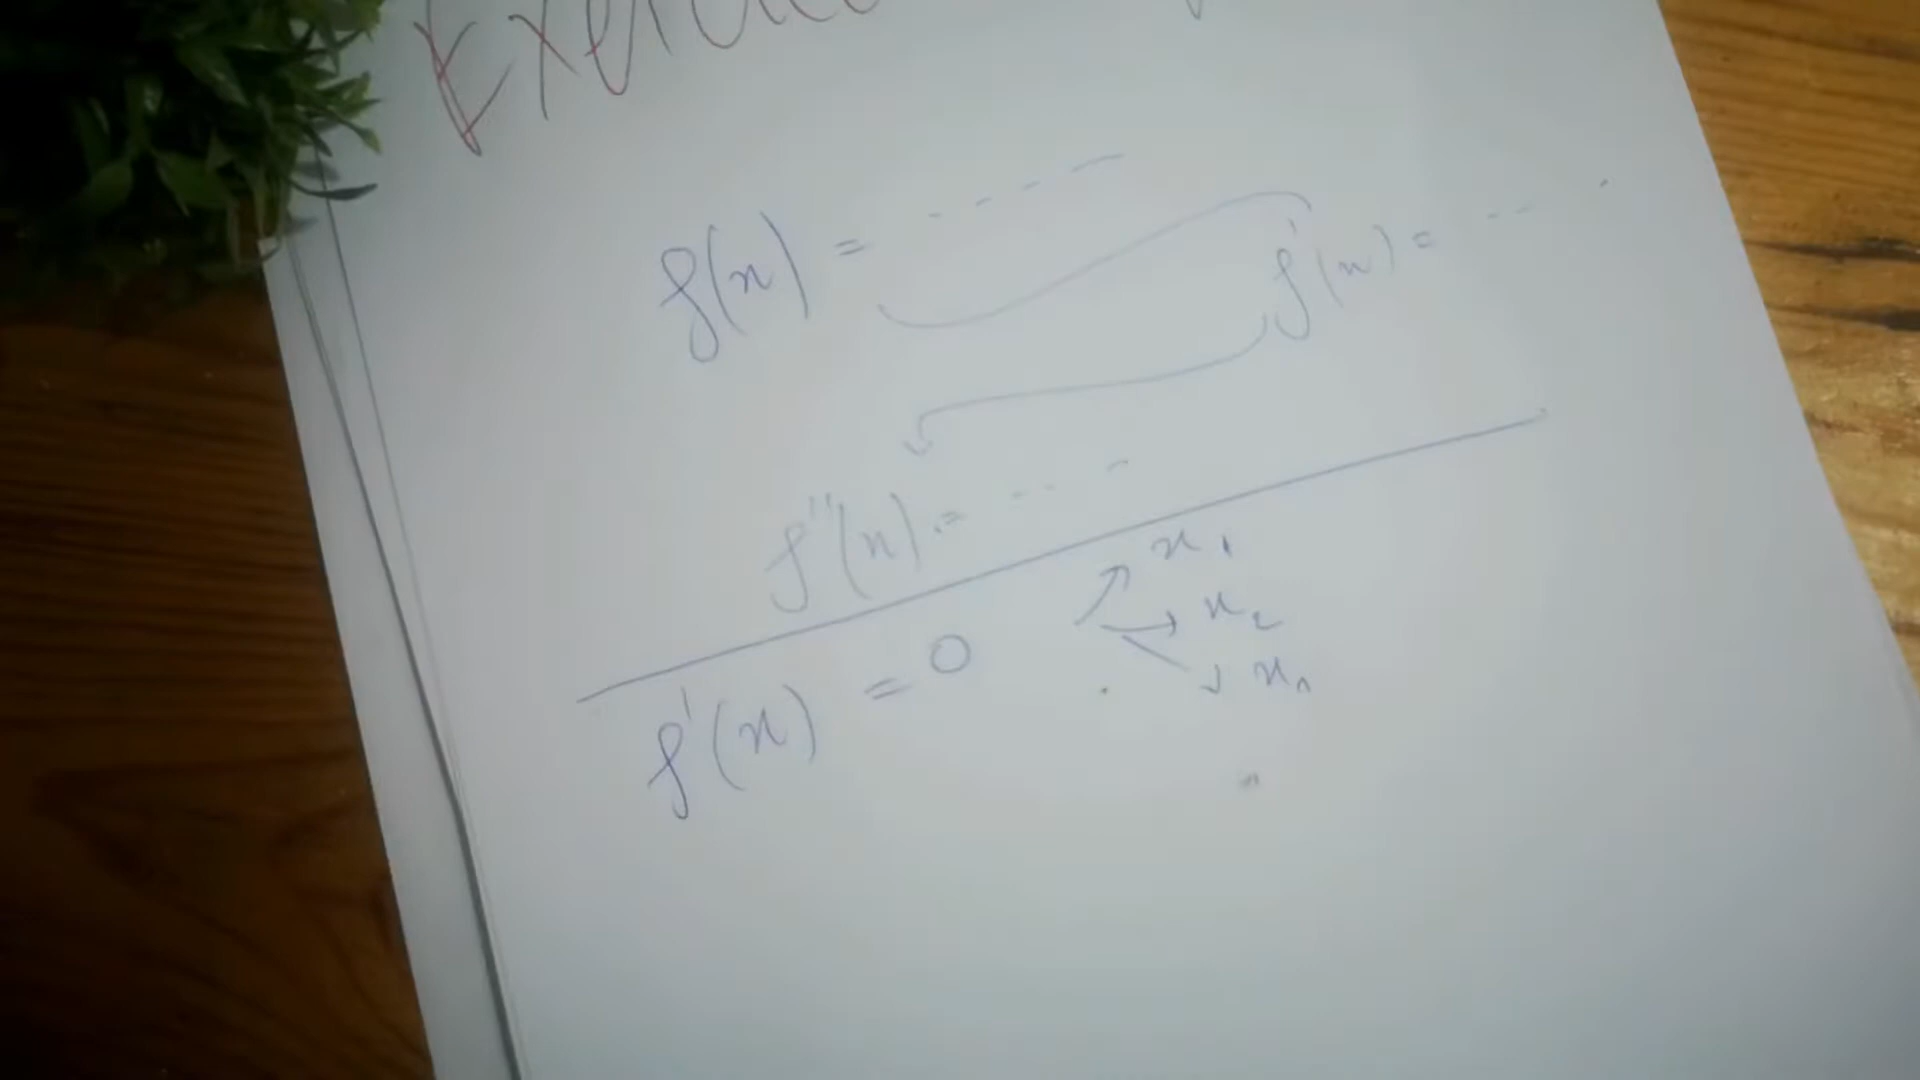 f(x) = ----- f'(x) = --
f''(x) = ----
f'(x) = 0
x₁
x₂
xₙ